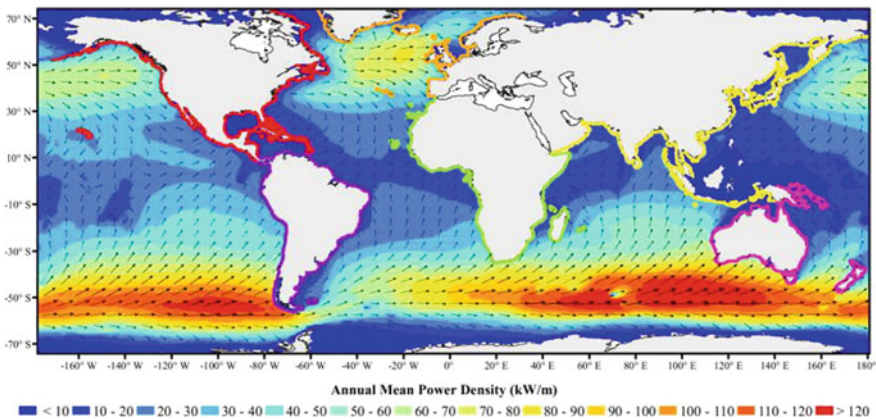 70° N
50° N
30° N
10° N
-10° S
-30° S
-50° S
-70° S
-160° W -140° W -120° W -100° W -80° W -60° W -40° W -20° W 0° E 20° E 40° E 60° E 80° E 100° E 120° E 140° E 160° E 180° E
Annual Mean Power Density (kW/m)
< 10 10 - 20 20 - 30 30 - 40 40 - 50 50 - 60 60 - 70 70 - 80 80 - 90 90 - 100 100 - 110 110 - 120 > 120